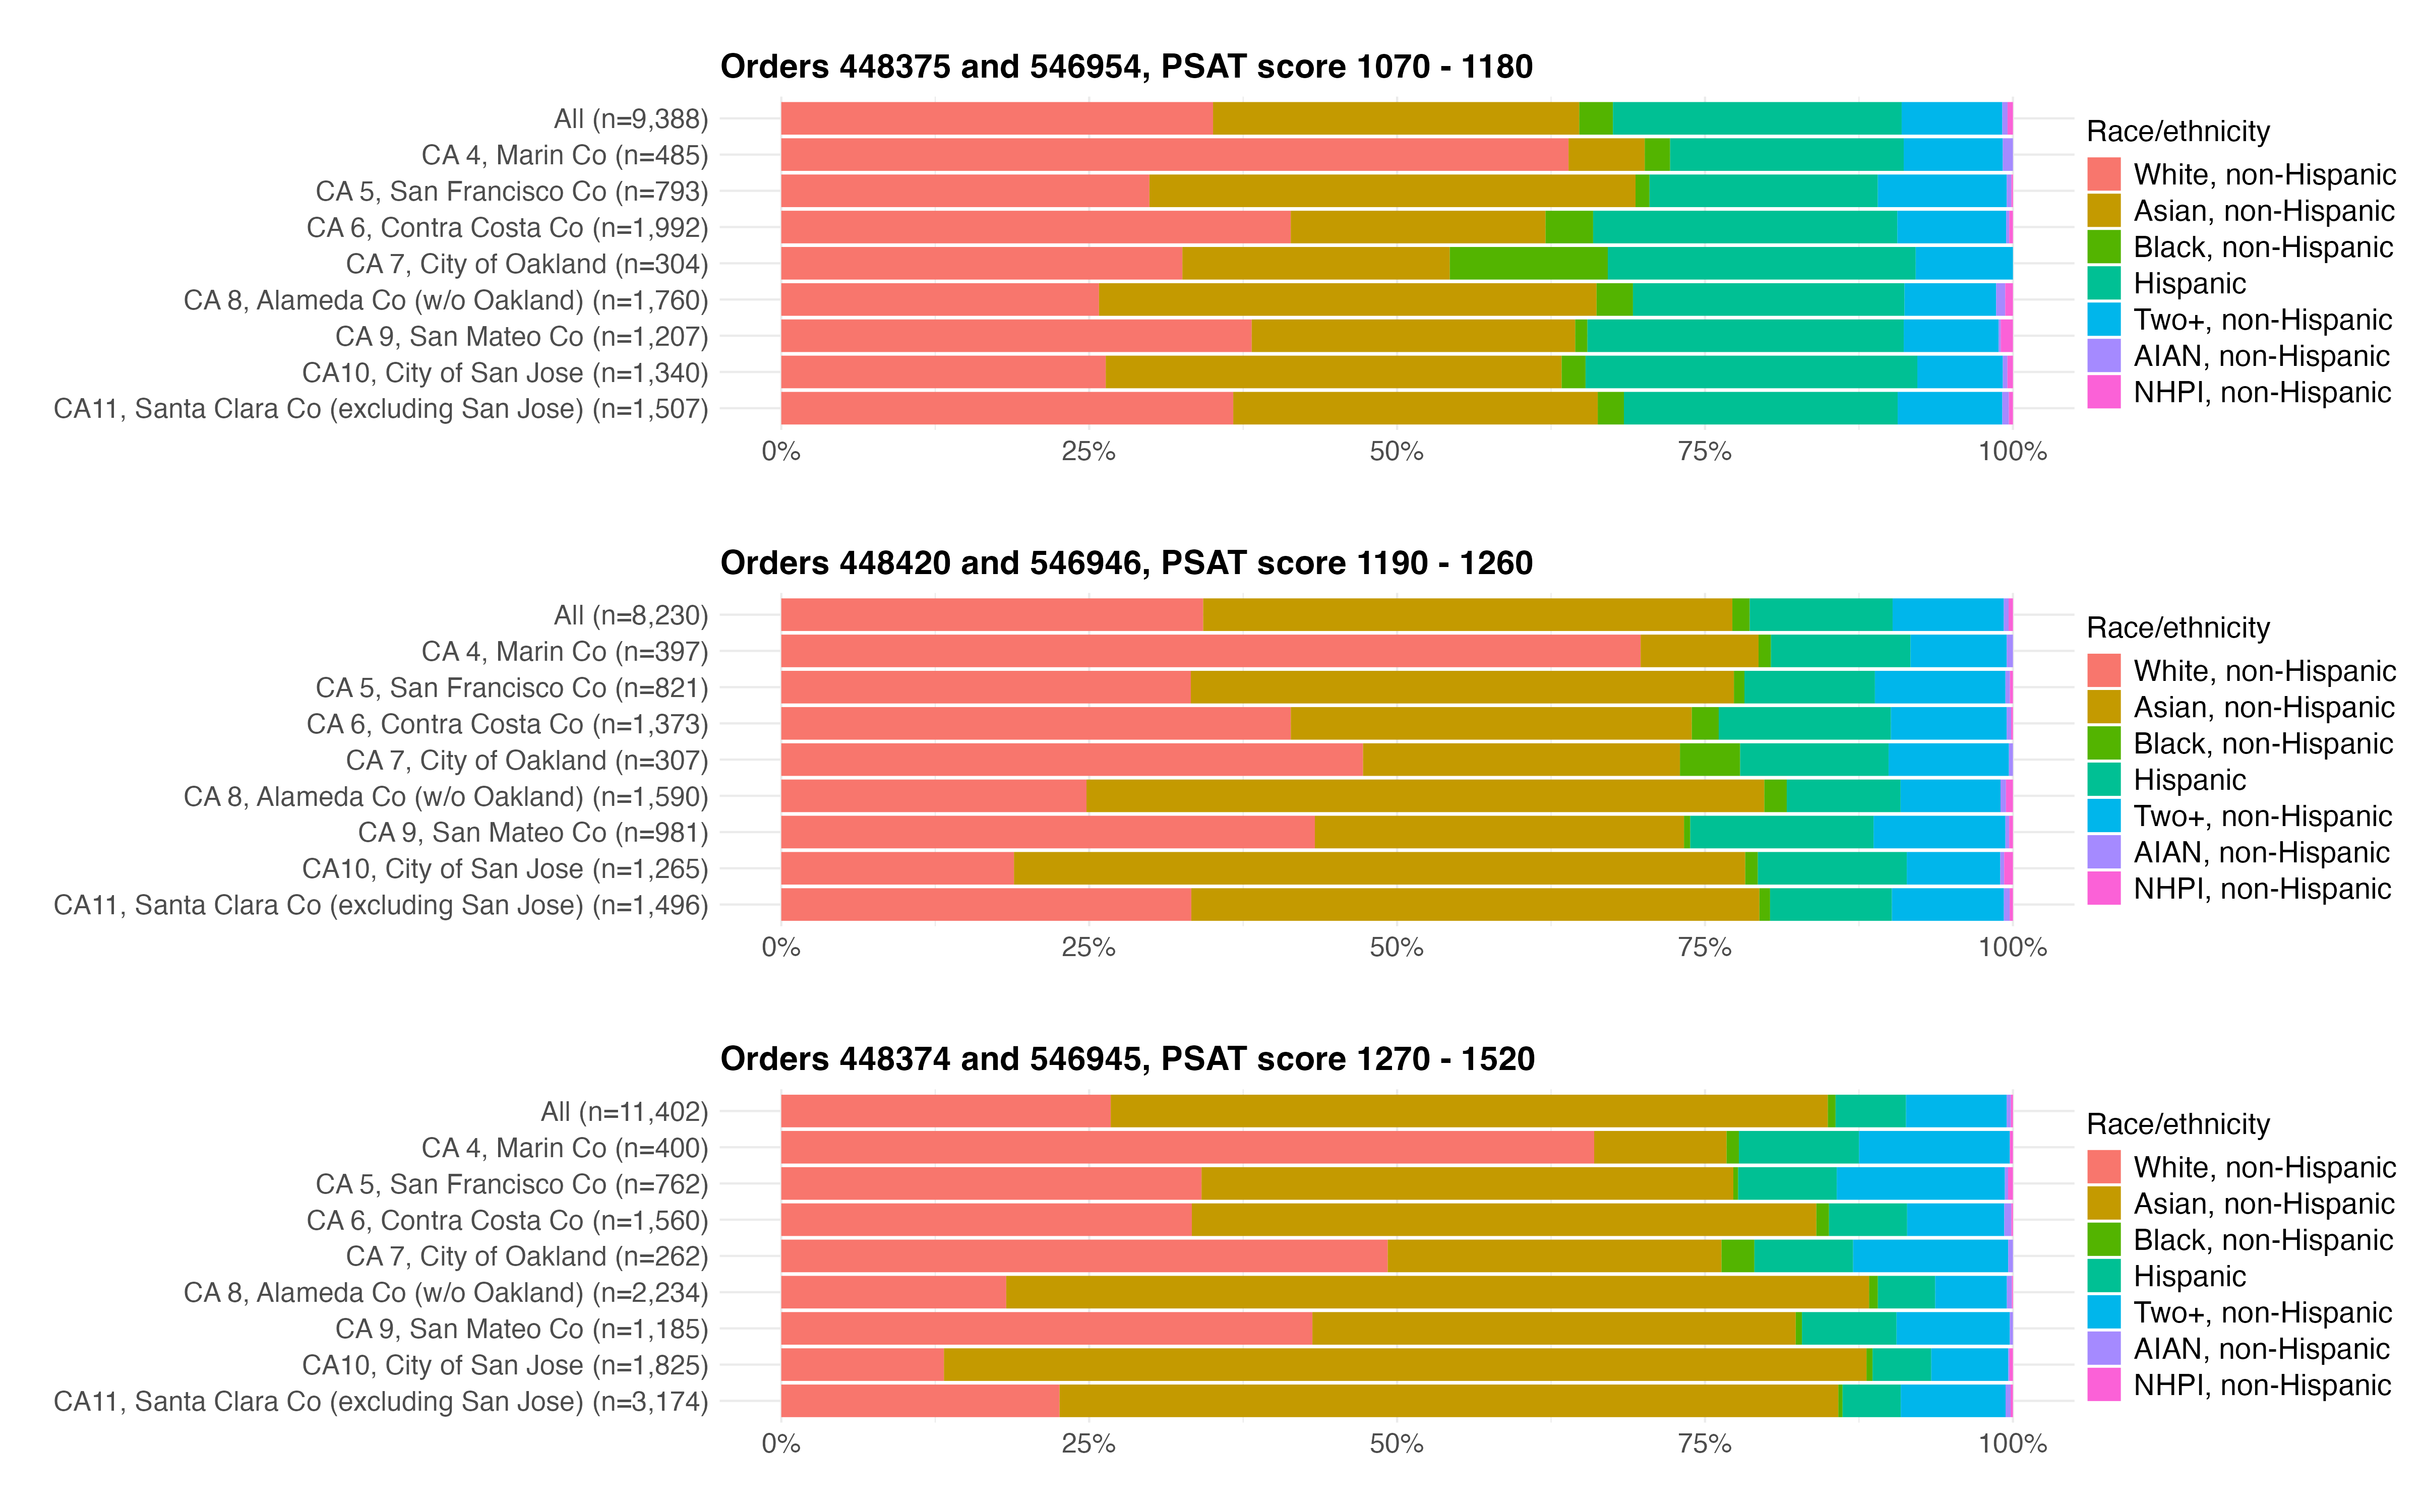 Orders 448375 and 546954, PSAT score 1070 - 1180
All (n=9,388)
CA 4, Marin Co (n=485)
CA 5, San Francisco Co (n=793)
CA 6, Contra Costa Co (n=1,992)
CA 7, City of Oakland (n=304)
CA 8, Alameda Co (w/o Oakland) (n=1,760)
CA 9, San Mateo Co (n=1,207)
CA10, City of San Jose (n=1,340)
CA11, Santa Clara Co (excluding San Jose) (n=1,507)
0% 25% 50% 75% 100%
Race/ethnicity
White, non-Hispanic
Asian, non-Hispanic
Black, non-Hispanic
Hispanic
Two+, non-Hispanic
AIAN, non-Hispanic
NHPI, non-Hispanic
Orders 448420 and 546946, PSAT score 1190 - 1260
All (n=8,230)
CA 4, Marin Co (n=397)
CA 5, San Francisco Co (n=821)
CA 6, Contra Costa Co (n=1,373)
CA 7, City of Oakland (n=307)
CA 8, Alameda Co (w/o Oakland) (n=1,590)
CA 9, San Mateo Co (n=981)
CA10, City of San Jose (n=1,265)
CA11, Santa Clara Co (excluding San Jose) (n=1,496)
0% 25% 50% 75% 100%
Race/ethnicity
White, non-Hispanic
Asian, non-Hispanic
Black, non-Hispanic
Hispanic
Two+, non-Hispanic
AIAN, non-Hispanic
NHPI, non-Hispanic
Orders 448374 and 546945, PSAT score 1270 - 1520
All (n=11,402)
CA 4, Marin Co (n=400)
CA 5, San Francisco Co (n=762)
CA 6, Contra Costa Co (n=1,560)
CA 7, City of Oakland (n=262)
CA 8, Alameda Co (w/o Oakland) (n=2,234)
CA 9, San Mateo Co (n=1,185)
CA10, City of San Jose (n=1,825)
CA11, Santa Clara Co (excluding San Jose) (n=3,174)
0% 25% 50% 75% 100%
Race/ethnicity
White, non-Hispanic
Asian, non-Hispanic
Black, non-Hispanic
Hispanic
Two+, non-Hispanic
AIAN, non-Hispanic
NHPI, non-Hispanic